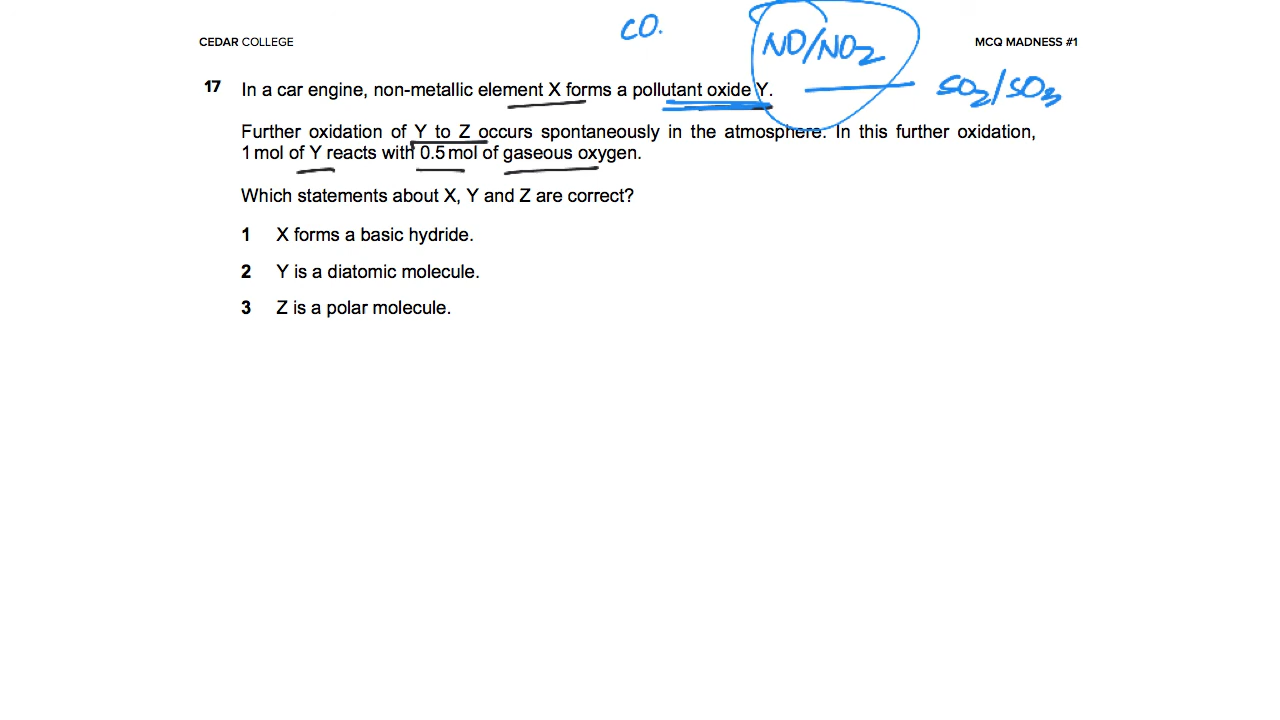 CO.
NO/NO2
CEDAR COLLEGE
MCQ MADNESS #1
SO2/SO3
17 In a car engine, non-metallic element X forms a pollutant oxide Y.
Further oxidation of Y to Z occurs spontaneously in the atmosphere. In this further oxidation,
1 mol of Y reacts with 0.5 mol of gaseous oxygen.
Which statements about X, Y and Z are correct?
1 X forms a basic hydride.
2 Y is a diatomic molecule.
3 Z is a polar molecule.